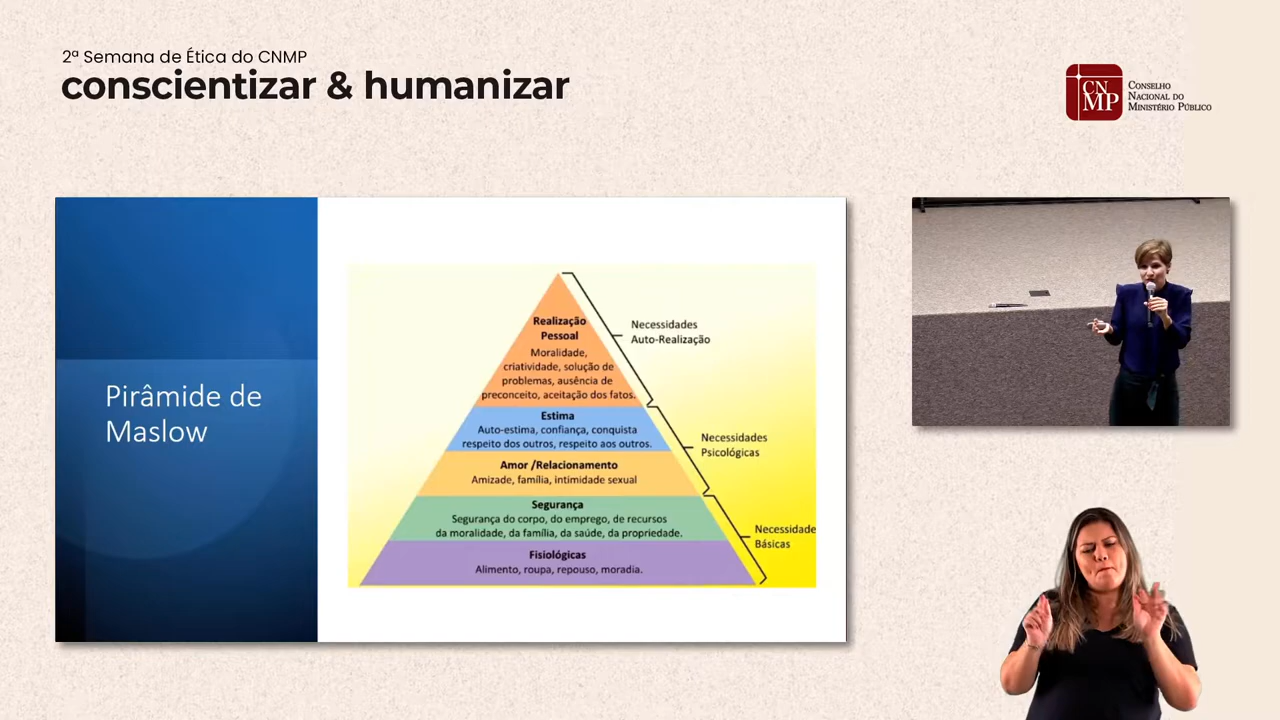 2ª Semana de Ética do CNMP
conscientizar & humanizar
CN
MP
Conselho
Nacional do
Ministério Público
Pirâmide de
Maslow
Realização
Pessoal
Moralidade,
criatividade, solução de
problemas, ausência de
preconceito, aceitação dos fatos.
Necessidades
Auto-Realização
Estima
Auto-estima, confiança, conquista
respeito dos outros, respeito aos outros.
Amor /Relacionamento
Amizade, família, intimidade sexual
Necessidades
Psicológicas
Segurança
Segurança do corpo, do emprego, de recursos
da moralidade, da família, da saúde, da propriedade.
Fisiológicas
Alimento, roupa, repouso, moradia.
Necessidade
Básicas